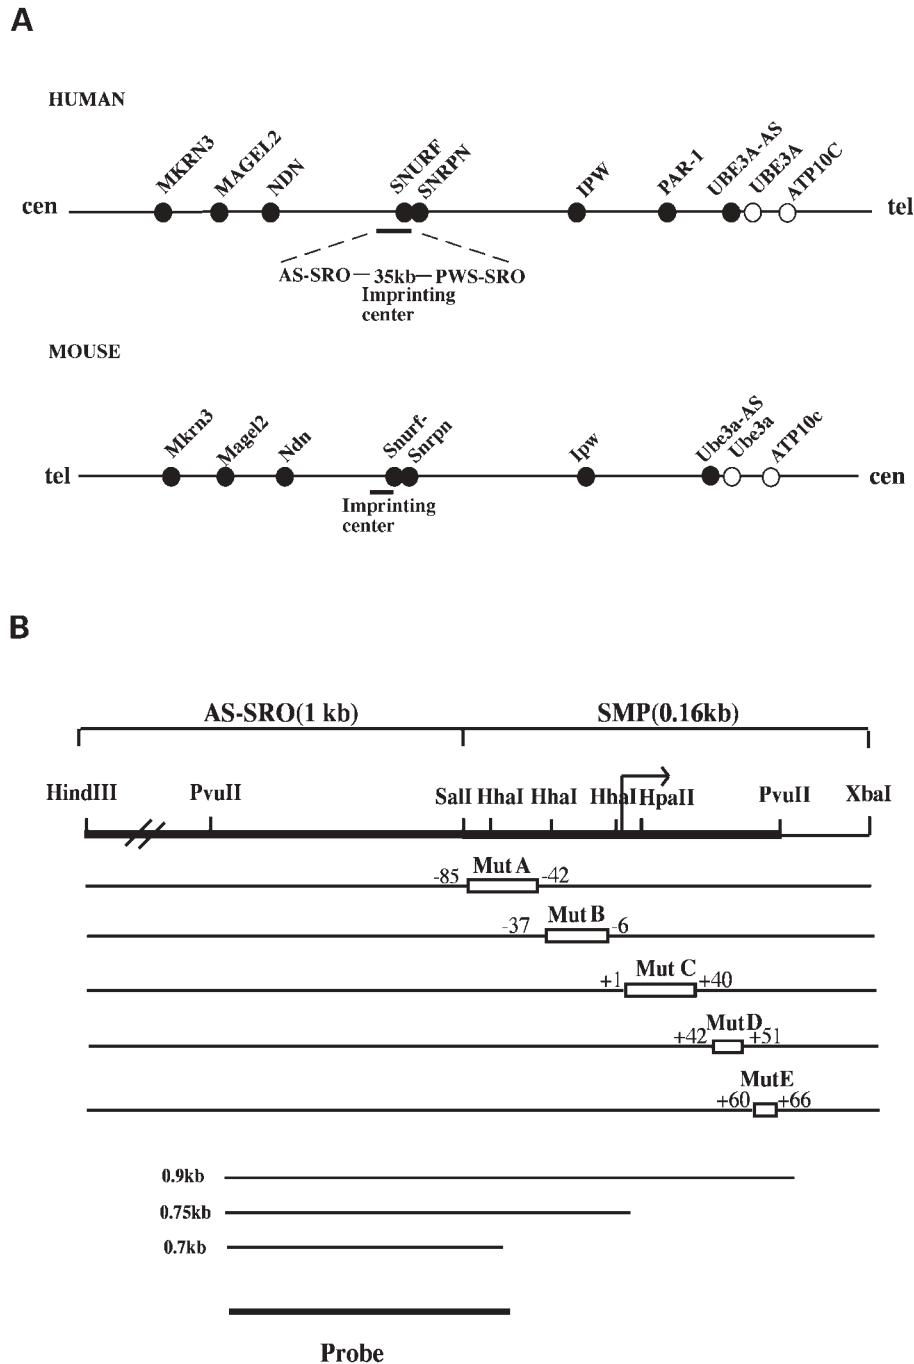 A
HUMAN
MKRN3 MAGEL2 NDN SNURF SNRPN IPW PAR-1 UBE3A-AS UBE3A ATP10C
cen tel
AS-SRO 35kb PWS-SRO
Imprinting
center
MOUSE
Mkrn3 Magel2 Ndn Snurf- Snrpn Ipw Ube3a-AS Ube3a ATP10c
tel cen
Imprinting
center
B
AS-SRO(1 kb) SMP(0.16kb)
HindIII PvuII SalI HhaI HhaI HhaI HpaII PvuII XbaI
-85 Mut A -42
-37 Mut B -6
+1 Mut C +40
+42 MutD +51
MutE
+60 +66
0.9kb
0.75kb
0.7kb
Probe